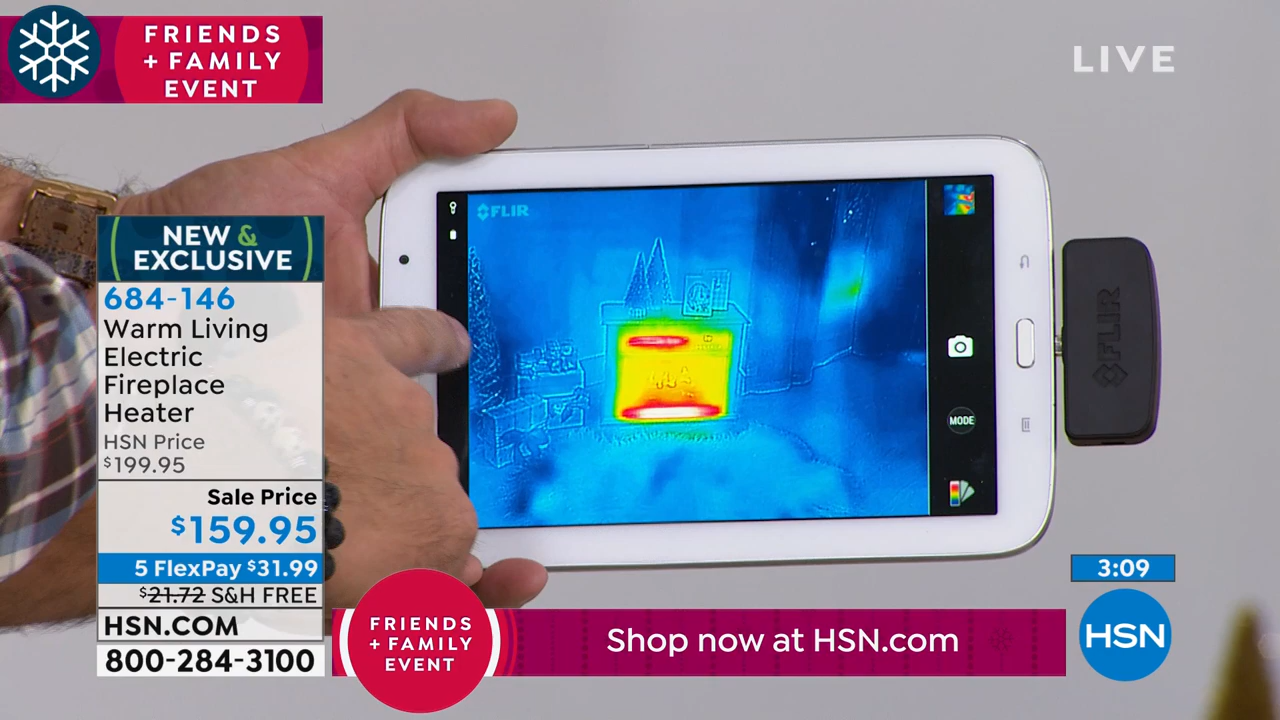 FRIENDS
+ FAMILY
EVENT
LIVE
FLIR
NEW &
EXCLUSIVE
684-146
Warm Living
Electric
Fireplace
Heater
HSN Price
$199.95
Sale Price
$159.95
5 FlexPay $31.99
$21.72 S&H FREE
HSN.COM
800-284-3100
MODE
FLIR
FRIENDS
+ FAMILY
EVENT
Shop now at HSN.com
3:09
HSN